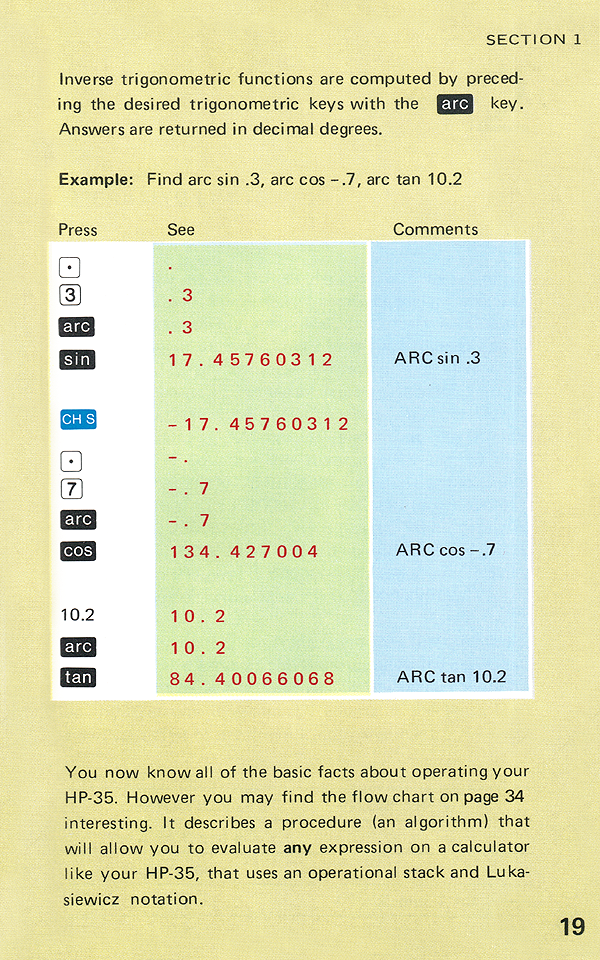 SECTION 1
Inverse trigonometric functions are computed by preced-
ing the desired trigonometric keys with the arc key.
Answers are returned in decimal degrees.
Example: Find arc sin .3, arc cos –.7, arc tan 10.2
Press See Comments
· .
3 . 3
arc . 3
sin 17.45760312 ARC sin .3
CH S –17.45760312
· –.
7 –. 7
arc –. 7
cos 134.427004 ARC cos –.7
10.2 10.2
arc 10.2
tan 84.40066068 ARC tan 10.2
You now know all of the basic facts about operating your
HP-35. However you may find the flow chart on page 34
interesting. It describes a procedure (an algorithm) that
will allow you to evaluate any expression on a calculator
like your HP-35, that uses an operational stack and Luka-
siewicz notation.
19